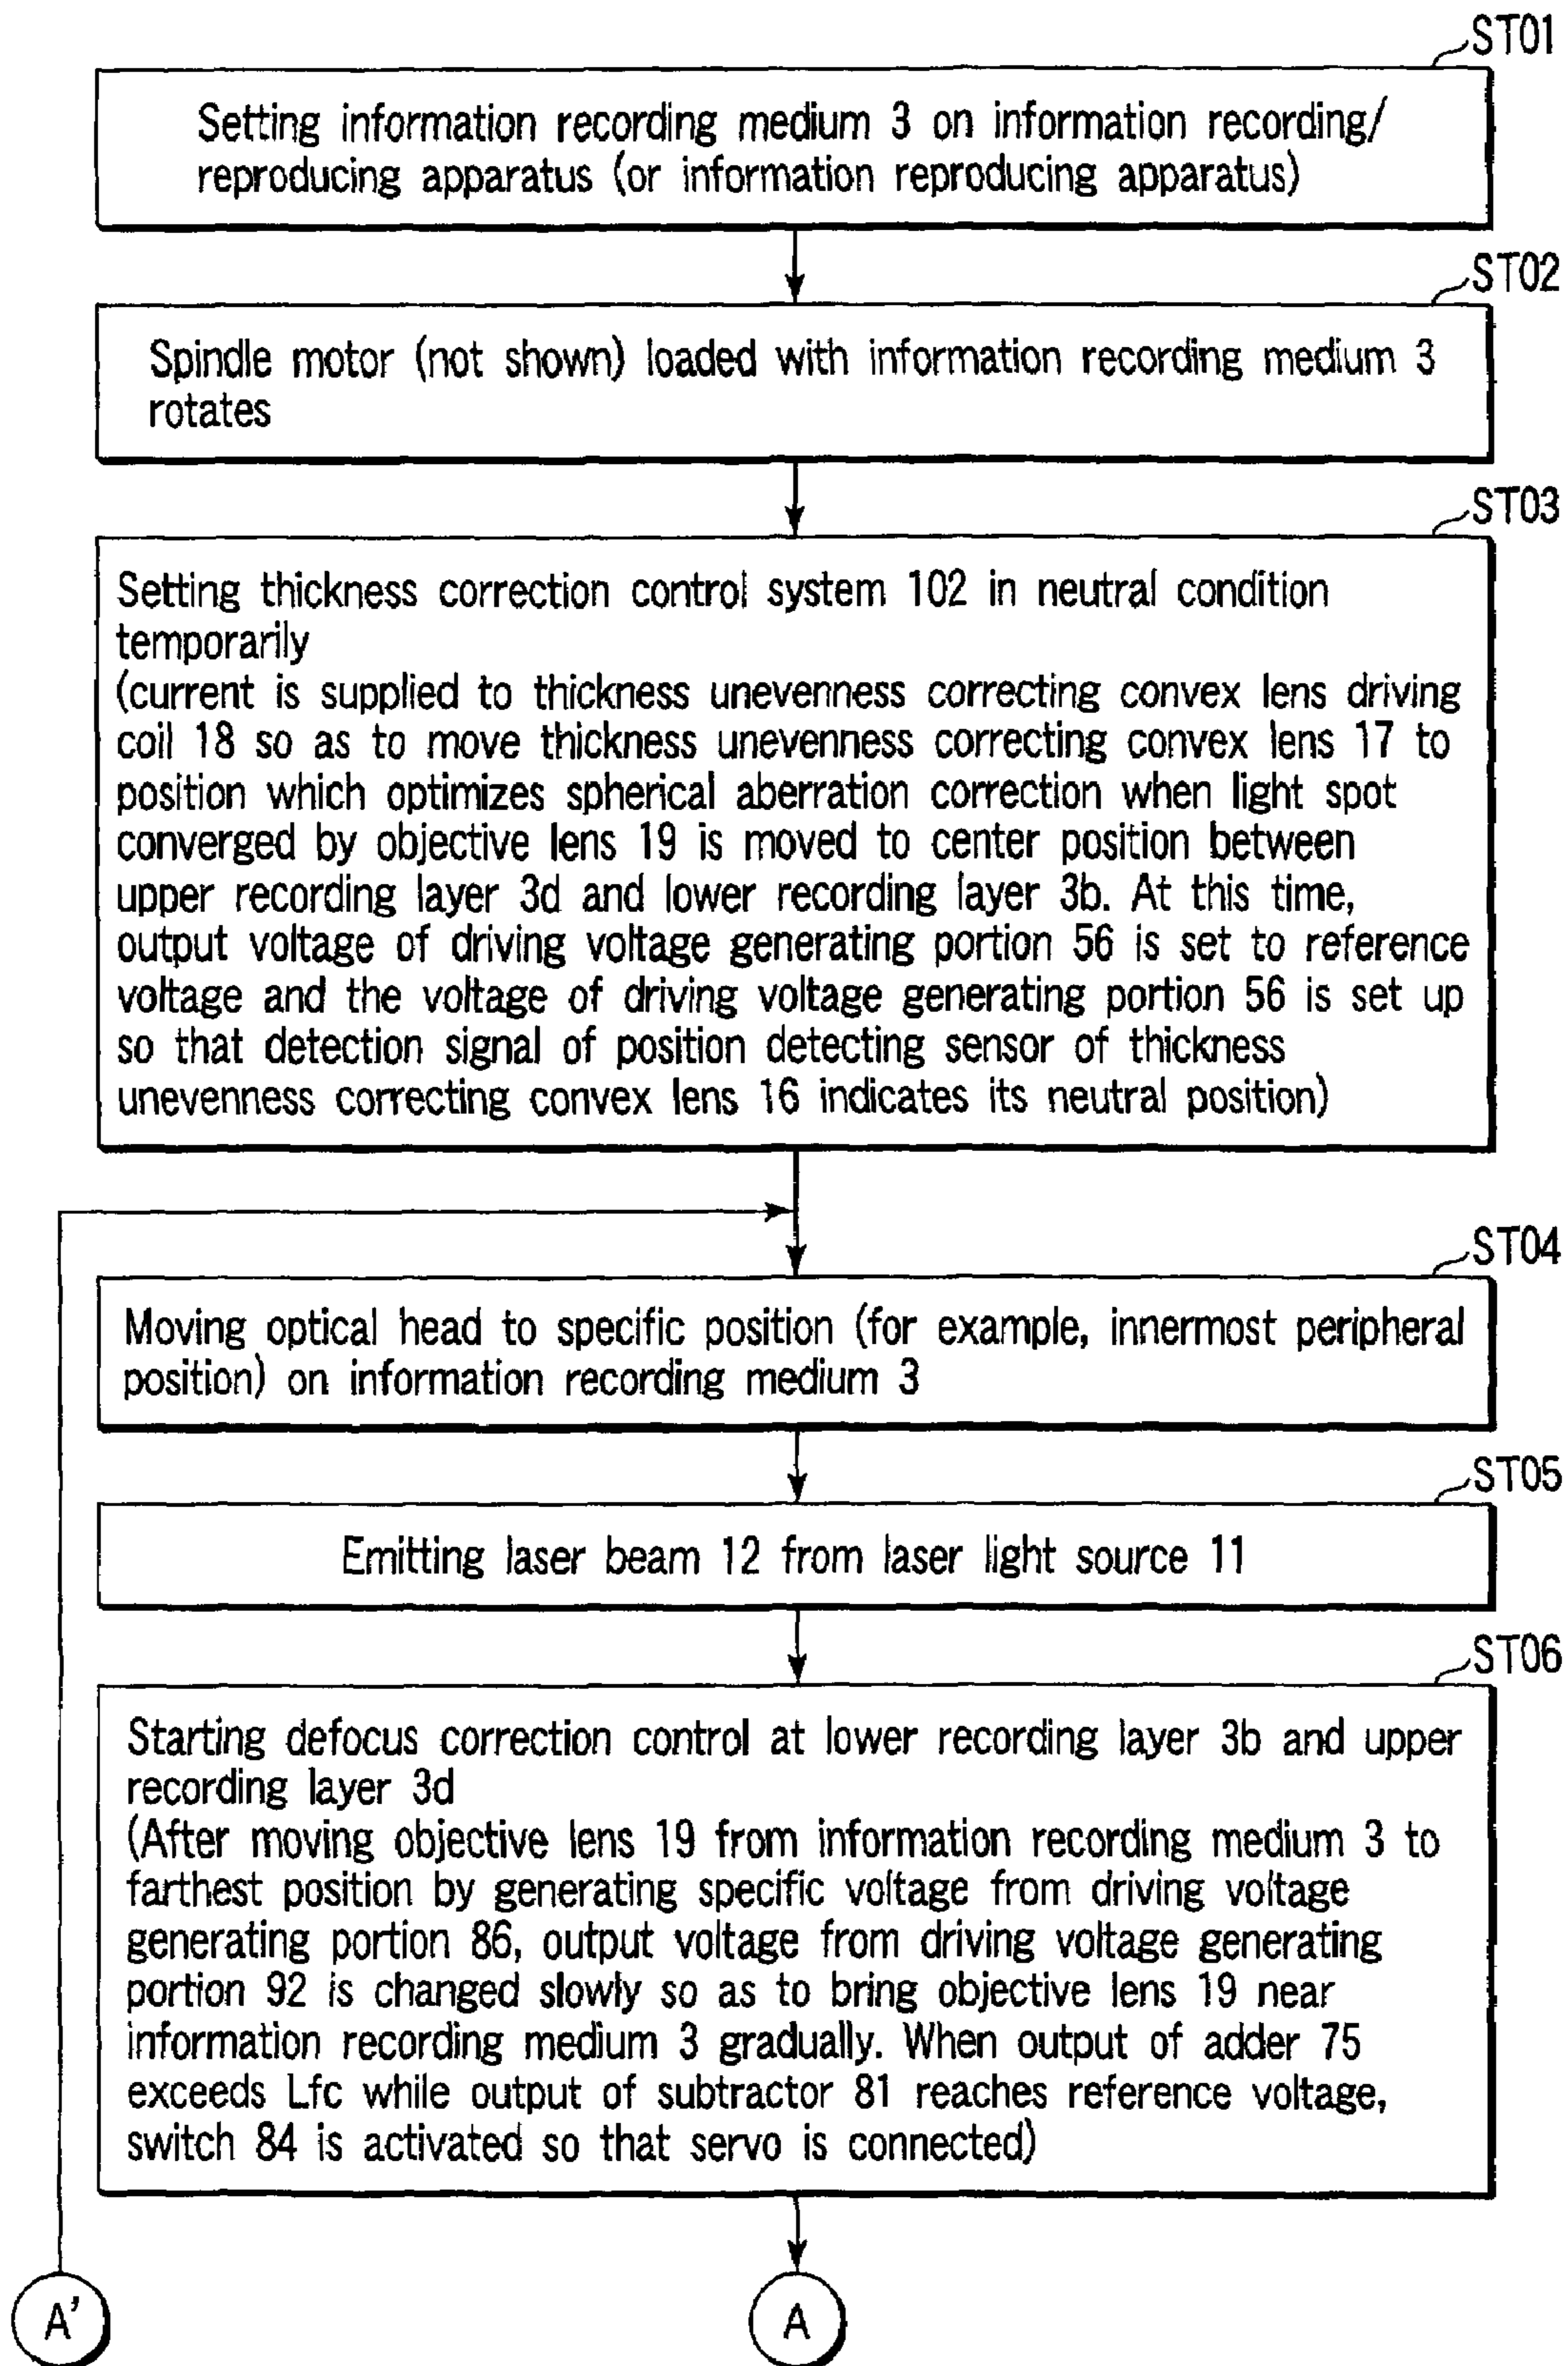 ST01
Setting information recording medium 3 on information recording/
reproducing apparatus (or information reproducing apparatus)
ST02
Spindle motor (not shown) loaded with information recording medium 3
rotates
ST03
Setting thickness correction control system 102 in neutral condition
temporarily
(current is supplied to thickness unevenness correcting convex lens driving
coil 18 so as to move thickness unevenness correcting convex lens 17 to
position which optimizes spherical aberration correction when light spot
converged by objective lens 19 is moved to center position between
upper recording layer 3d and lower recording layer 3b. At this time,
output voltage of driving voltage generating portion 56 is set to reference
voltage and the voltage of driving voltage generating portion 56 is set up
so that detection signal of position detecting sensor of thickness
unevenness correcting convex lens 16 indicates its neutral position)
ST04
Moving optical head to specific position (for example, innermost peripheral
position) on information recording medium 3
ST05
Emitting laser beam 12 from laser light source 11
ST06
Starting defocus correction control at lower recording layer 3b and upper
recording layer 3d
(After moving objective lens 19 from information recording medium 3 to
farthest position by generating specific voltage from driving voltage
generating portion 86, output voltage from driving voltage generating
portion 92 is changed slowly so as to bring objective lens 19 near
information recording medium 3 gradually. When output of adder 75
exceeds Lfc while output of subtractor 81 reaches reference voltage,
switch 84 is activated so that servo is connected)
A' A